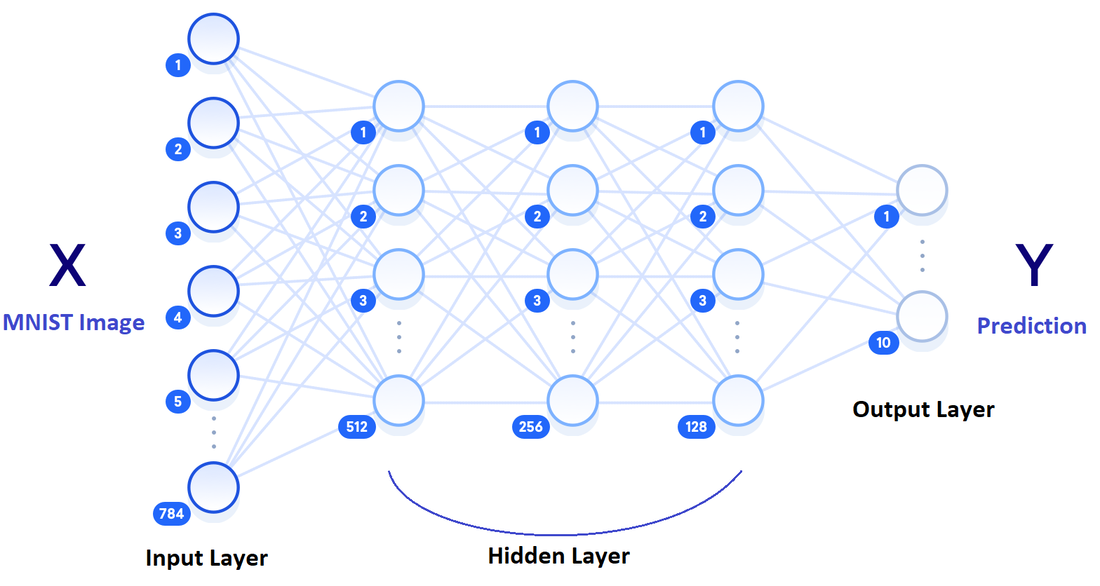 1
2
3
4
5
784
1
2
3
512
1
2
3
256
1
2
3
128
1
10
X
MNIST Image
Y
Prediction
Input Layer
Hidden Layer
Output Layer